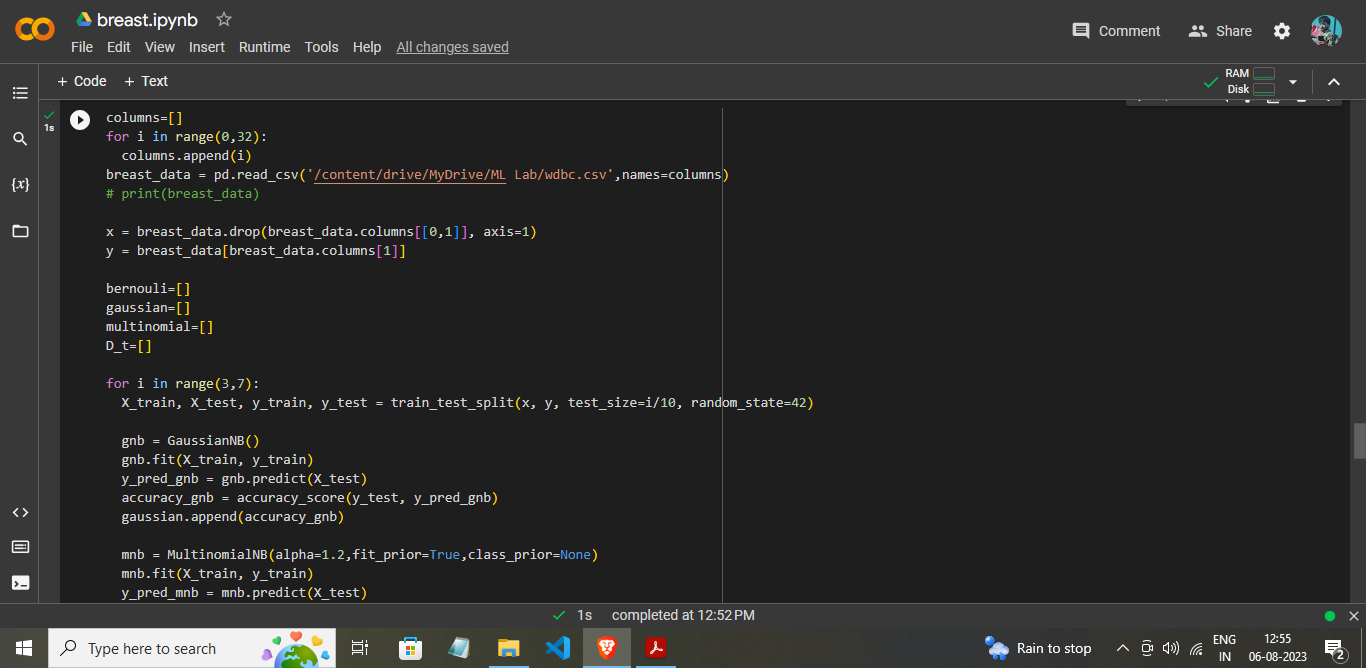 breast.ipynb
Comment
Share
File Edit View Insert Runtime Tools Help All changes saved
+ Code + Text
RAM
Disk
1s
columns=[]
for i in range(0,32):
  columns.append(i)
breast_data = pd.read_csv('/content/drive/MyDrive/ML Lab/wdbc.csv',names=columns)
# print(breast_data)
x = breast_data.drop(breast_data.columns[[0,1]], axis=1)
y = breast_data[breast_data.columns[1]]
bernouli=[]
gaussian=[]
multinomial=[]
D_t=[]
for i in range(3,7):
  X_train, X_test, y_train, y_test = train_test_split(x, y, test_size=i/10, random_state=42)
  gnb = GaussianNB()
  gnb.fit(X_train, y_train)
  y_pred_gnb = gnb.predict(X_test)
  accuracy_gnb = accuracy_score(y_test, y_pred_gnb)
  gaussian.append(accuracy_gnb)
  mnb = MultinomialNB(alpha=1.2,fit_prior=True,class_prior=None)
  mnb.fit(X_train, y_train)
  y_pred_mnb = mnb.predict(X_test)
{x}
1s completed at 12:52 PM
Type here to search
Rain to stop
ENG
IN
12:55
06-08-2023
2